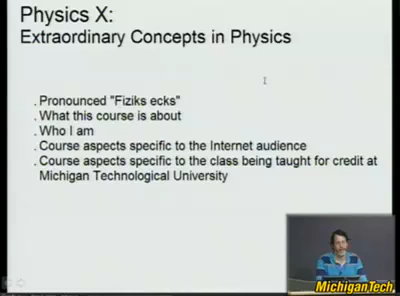 Physics X:
Extraordinary Concepts in Physics
. Pronounced "Fiziks ecks"
. What this course is about
. Who I am
. Course aspects specific to the Internet audience
. Course aspects specific to the class being taught for credit at
Michigan Technological University
MichiganTech